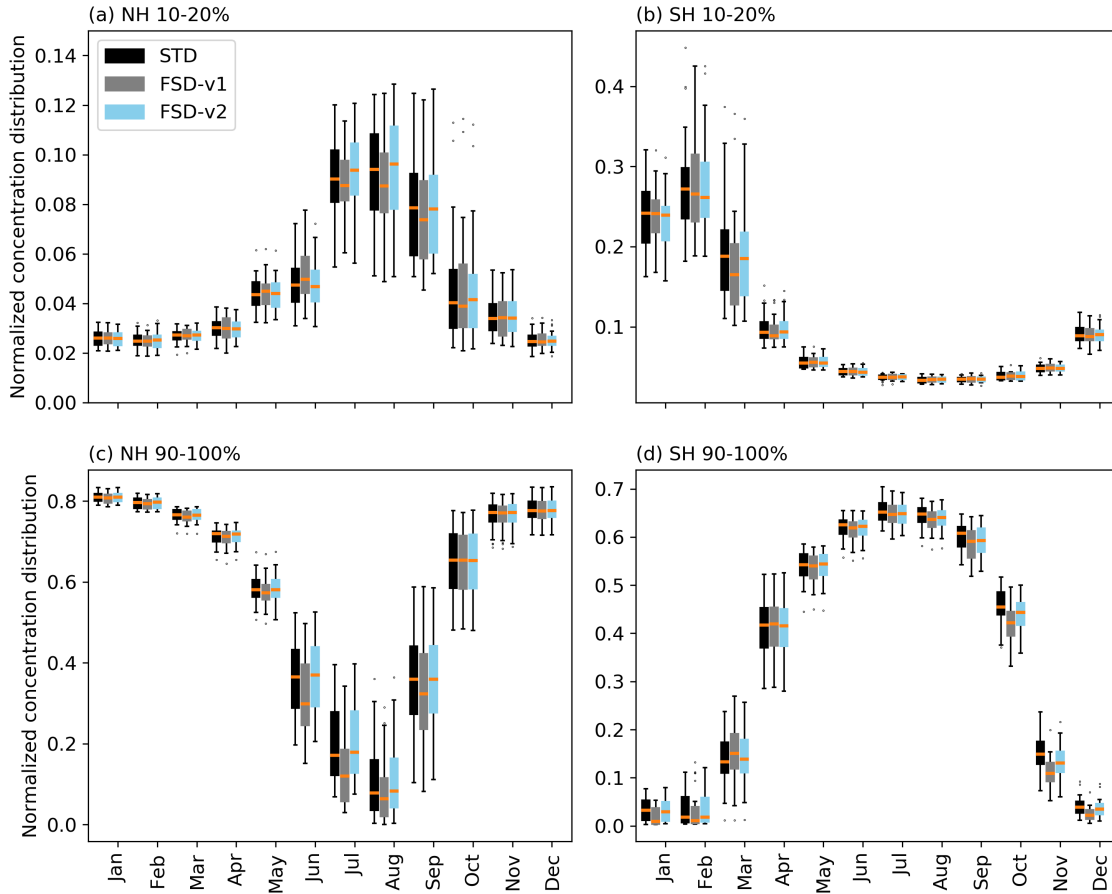 (a) NH 10-20%
Normalized concentration distribution
0.14
0.12
0.10
0.08
0.06
0.04
0.02
0.00
STD
FSD-v1
FSD-v2
(b) SH 10-20%
0.4
0.3
0.2
0.1
(c) NH 90-100%
Normalized concentration distribution
0.8
0.6
0.4
0.2
0.0
Jan
Feb
Mar
Apr
May
Jun
Jul
Aug
Sep
Oct
Nov
Dec
(d) SH 90-100%
0.7
0.6
0.5
0.4
0.3
0.2
0.1
0.0
Jan
Feb
Mar
Apr
May
Jun
Jul
Aug
Sep
Oct
Nov
Dec